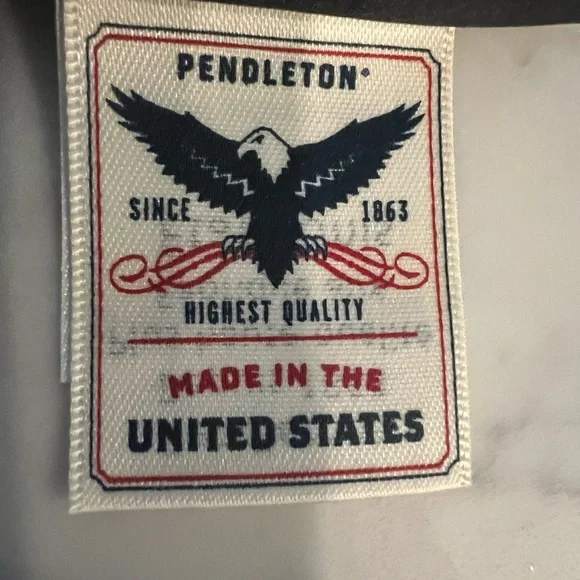 PENDLETON®
SINCE 1863
HIGHEST QUALITY
MADE IN THE
UNITED STATES